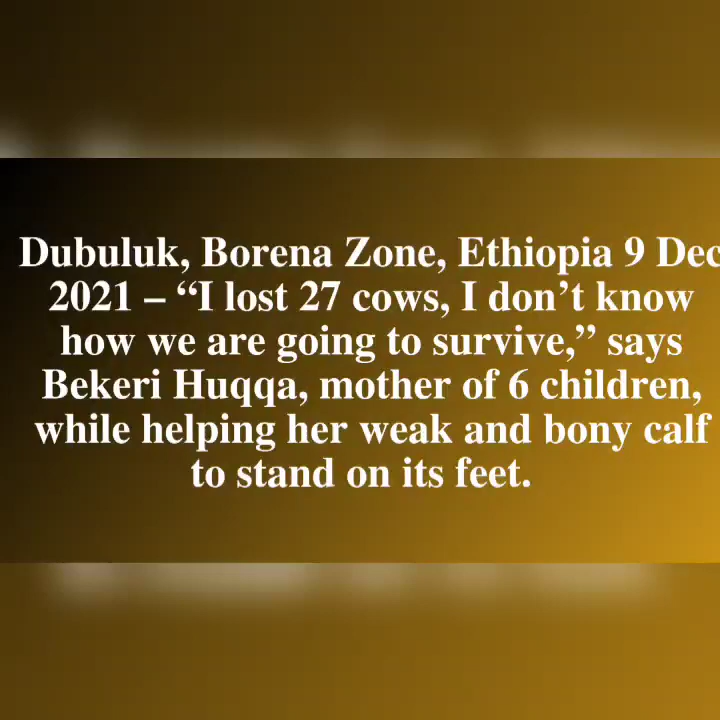 Dubuluk, Borena Zone, Ethiopia 9 Dec
2021 – “I lost 27 cows, I don’t know
how we are going to survive,” says
Bekeri Huqqa, mother of 6 children,
while helping her weak and bony calf
to stand on its feet.